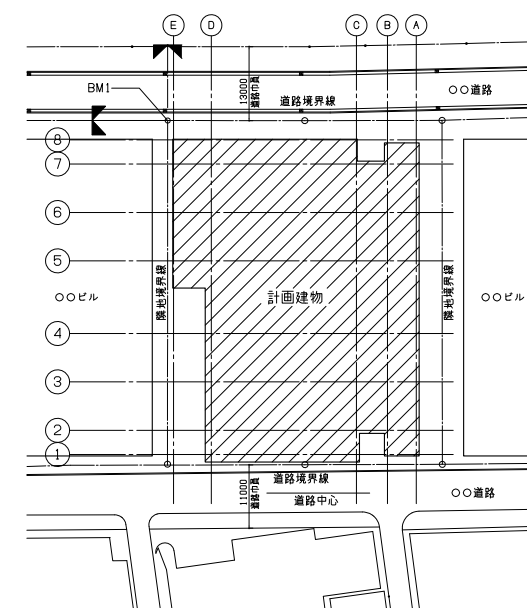 E D C B A
BM1
13000
道路巾員
道路境界線
○○道路
8
7
6
5
4
3
2
1
隣地境界線
○○ビル
計画建物
隣地境界線
○○ビル
道路境界線
道路中心
11000
道路巾員
○○道路